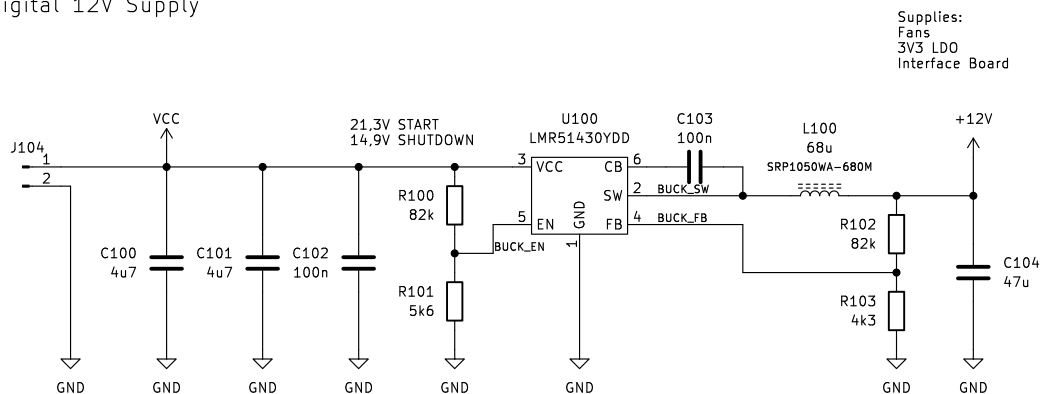 igital 12V Supply
Supplies:
Fans
3V3 LDO
Interface Board
VCC
21,3V START
14,9V SHUTDOWN
U100
LMR51430YDD
C103
100n
L100
68u
SRP1050WA-680M
+12V
J104
1
2
3
VCC
CB
6
SW
2
BUCK_SW
5
EN
GND
1
FB
4
BUCK_FB
BUCK_EN
R100
82k
R102
82k
C100
4u7
C101
4u7
C102
100n
R101
5k6
R103
4k3
C104
47u
GND
GND
GND
GND
GND
GND
GND
GND